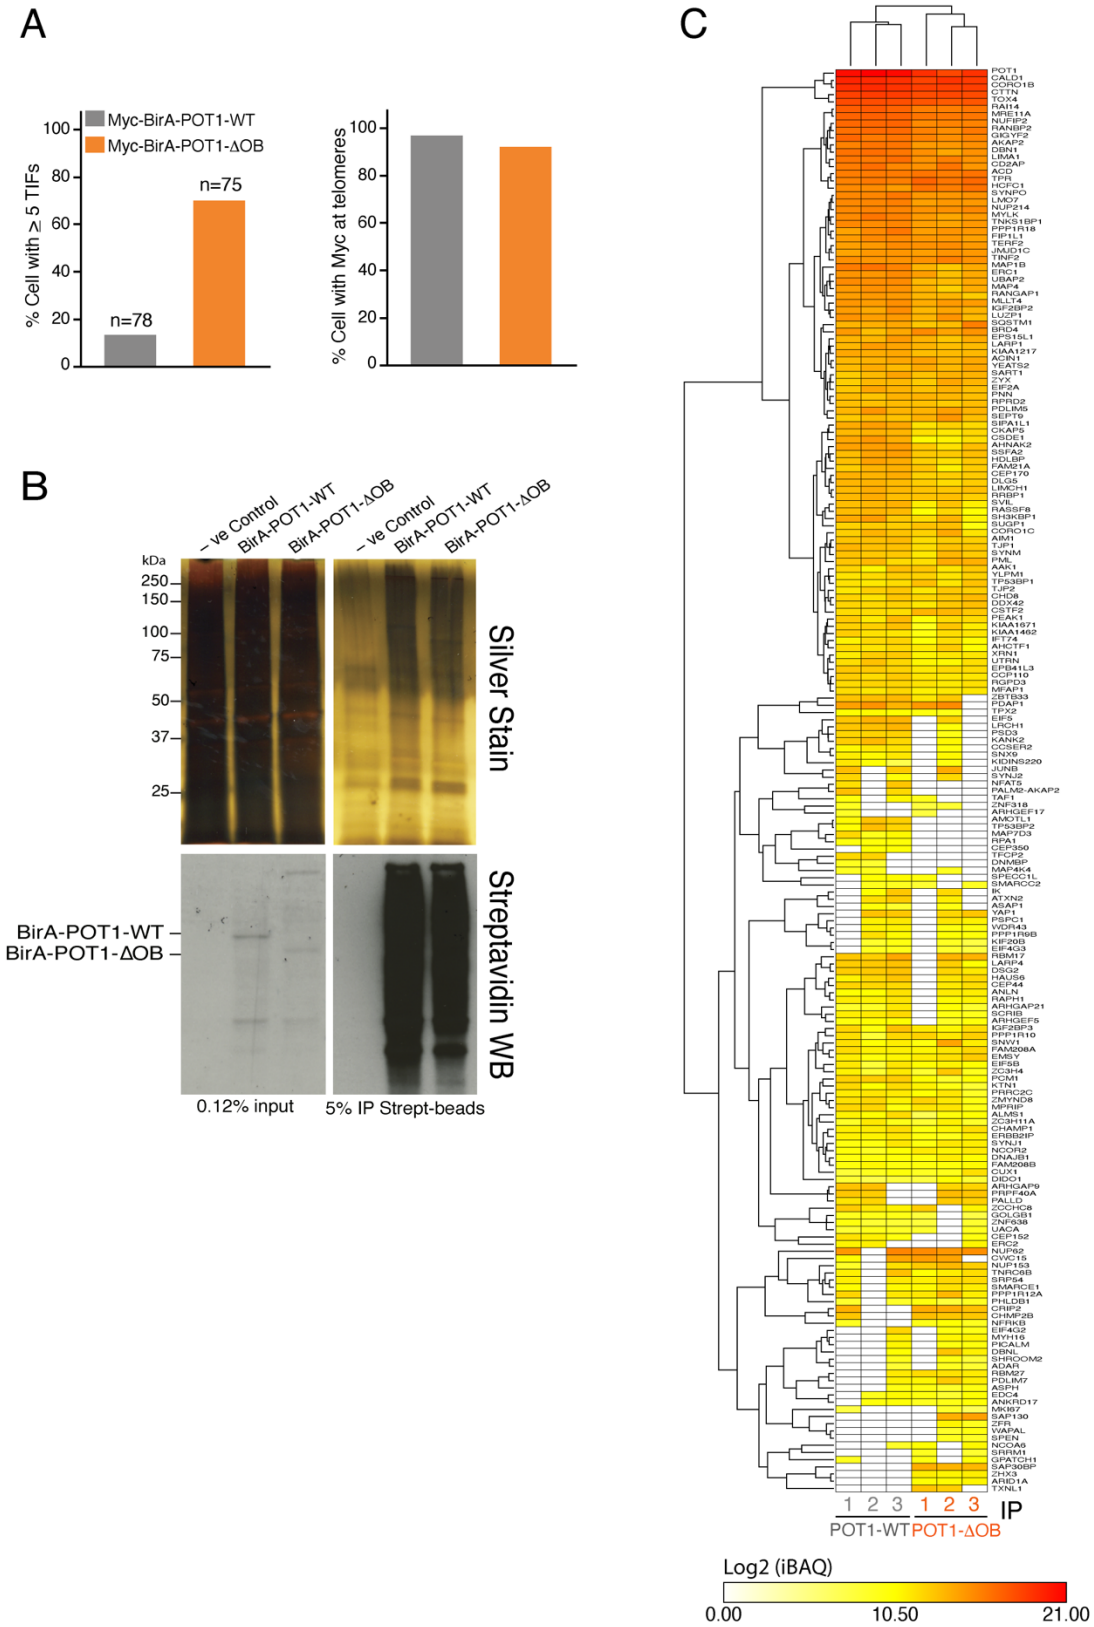 A
Myc-BirA-POT1-WT
Myc-BirA-POT1-ΔOB
% Cell with ≥ 5 TIFs
100
80
60
40
20
0
n=78
n=75
% Cell with Myc at telomeres
100
80
60
40
20
0
B
– ve Control
BirA-POT1-WT
BirA-POT1-ΔOB
– ve Control
BirA-POT1-WT
BirA-POT1-ΔOB
kDa
250
150
100
75
50
37
25
Silver Stain
BirA-POT1-WT
BirA-POT1-ΔOB
Streptavidin WB
0.12% input
5% IP Strept-beads
C
POT1
CALD1
CORO1B
CTTN
TOX4
RAI14
MRE11A
NUFIP2
RANBP2
GIGYF2
AKAP2
DBN1
LIMA1
CD2AP
ACD
TPR
HCFC1
SYNPO
LMO7
NUP214
MYLK
TNKS1BP1
PPP1R18
FIP1L1
TERF2
JMJD1C
TINF2
MAP1B
ERC1
UBAP2
MAP4
RANGAP1
MLLT4
IGF2BP2
LUZP1
SQSTM1
BRD4
EPS15L1
LARP1
KIAA1217
ACIN1
YEATS2
SART1
ZYX
EIF2A
PNN
RPRD2
PDLIM5
SEPT9
SIPA1L1
CKAP5
CSDE1
AHNAK2
SSFA2
HDLBP
FAM21A
CEP170
DLG5
LIMCH1
RRBP1
SVIL
RASSF8
SH3KBP1
SUGP1
CORO1C
AIM1
TJP1
SYNM
PML
AAK1
YLPM1
TP53BP1
TJP2
CHD8
DDX42
CSTF2
PEAK1
KIAA1671
KIAA1462
IFT74
AHCTF1
XRN1
UTRN
EPB41L3
CCP110
RGPD3
MFAP1
ZBTB33
PDAP1
TPX2
EIF5
LRCH1
PSD3
KANK2
CCSER2
SNX9
KIDINS220
JUNB
SYNJ2
NFAT5
PALM2-AKAP2
TAF1
ZNF318
ARHGEF17
AMOTL1
TP53BP2
MAP7D3
RPA1
CEP350
TFCP2
DNMBP
MAP4K4
SPECC1L
SMARCC2
IK
ATXN2
ASAP1
YAP1
PSPC1
WDR43
PPP1R9B
KIF20B
EIF4G3
RBM17
LARP4
DSG2
HAUS6
CEP44
ANLN
RAPH1
ARHGAP21
SCRIB
ARHGEF5
IGF2BP3
PPP1R10
SNW1
FAM208A
EMSY
EIF5B
ZC3H4
PCM1
KTN1
PRRC2C
ZMYND8
MPRIP
ALMS1
ZC3H11A
CHAMP1
ERBB2IP
SYNJ1
NCOR2
DNAJB1
FAM208B
CUX1
DIDO1
ARHGAP9
PRPF40A
PALLD
ZCCHC8
GOLGB1
ZNF638
UACA
CEP152
ERC2
NUP62
CWC15
NUP153
TNRC6B
SRP54
SMARCE1
PPP1R12A
PHLDB1
CRIP2
CHMP2B
NFRKB
EIF4G2
MYH16
PICALM
DBNL
SHROOM2
ADAR
RBM27
PDLIM7
ASPH
EDC4
ANKRD17
MKI67
SAP130
ZFR
WAPAL
SPEN
NCOA6
SRRM1
GPATCH1
SAP30BP
ZHX3
ARID1A
TXNL1
1 2 3 1 2 3 IP
POT1-WT POT1-ΔOB
Log2 (iBAQ)
0.00 10.50 21.00